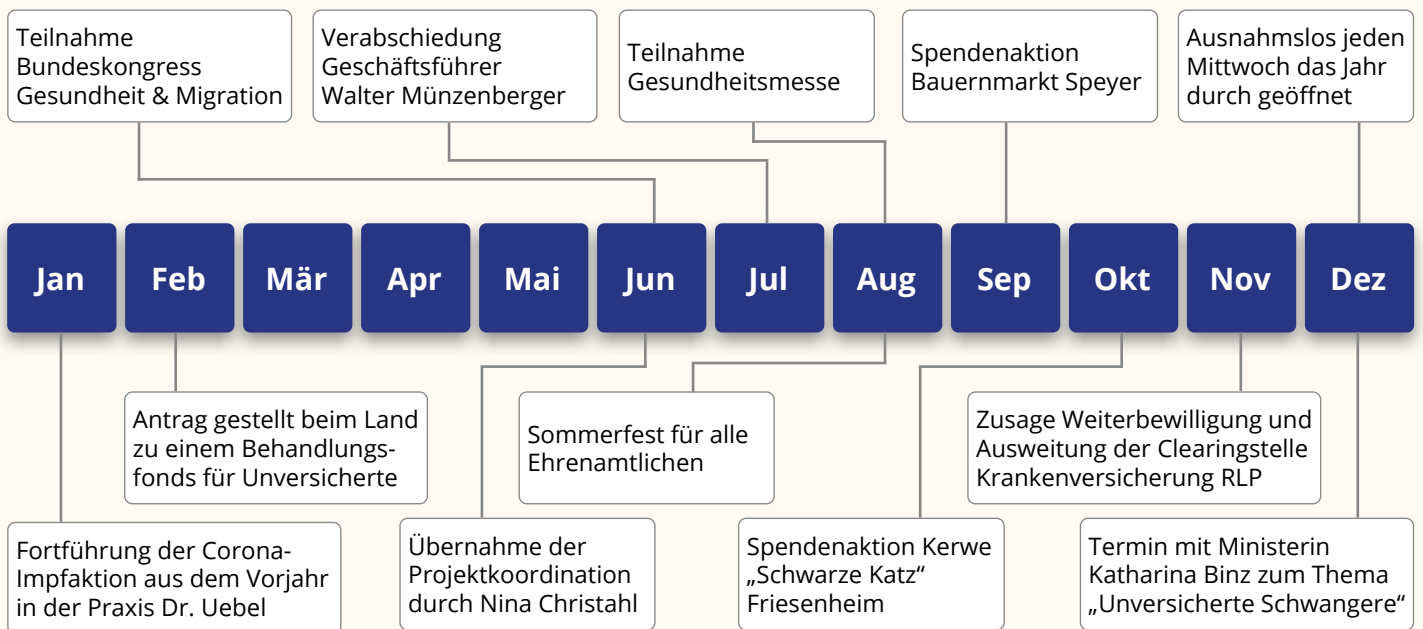 Teilnahme
Bundeskongress
Gesundheit & Migration
Verabschiedung
Geschäftsführer
Walter Münzenberger
Teilnahme
Gesundheitsmesse
Spendenaktion
Bauernmarkt Speyer
Ausnahmslos jeden
Mittwoch das Jahr
durch geöffnet
Jan
Feb
Mär
Apr
Mai
Jun
Jul
Aug
Sep
Okt
Nov
Dez
Antrag gestellt beim Land
zu einem Behandlungs-
fonds für Unversicherte
Sommerfest für alle
Ehrenamtlichen
Zusage Weiterbewilligung und
Ausweitung der Clearingstelle
Krankenversicherung RLP
Fortführung der Corona-
Impfaktion aus dem Vorjahr
in der Praxis Dr. Uebel
Übernahme der
Projektkoordination
durch Nina Christahl
Spendenaktion Kerwe
„Schwarze Katz“
Friesenheim
Termin mit Ministerin
Katharina Binz zum Thema
„Unversicherte Schwangere“